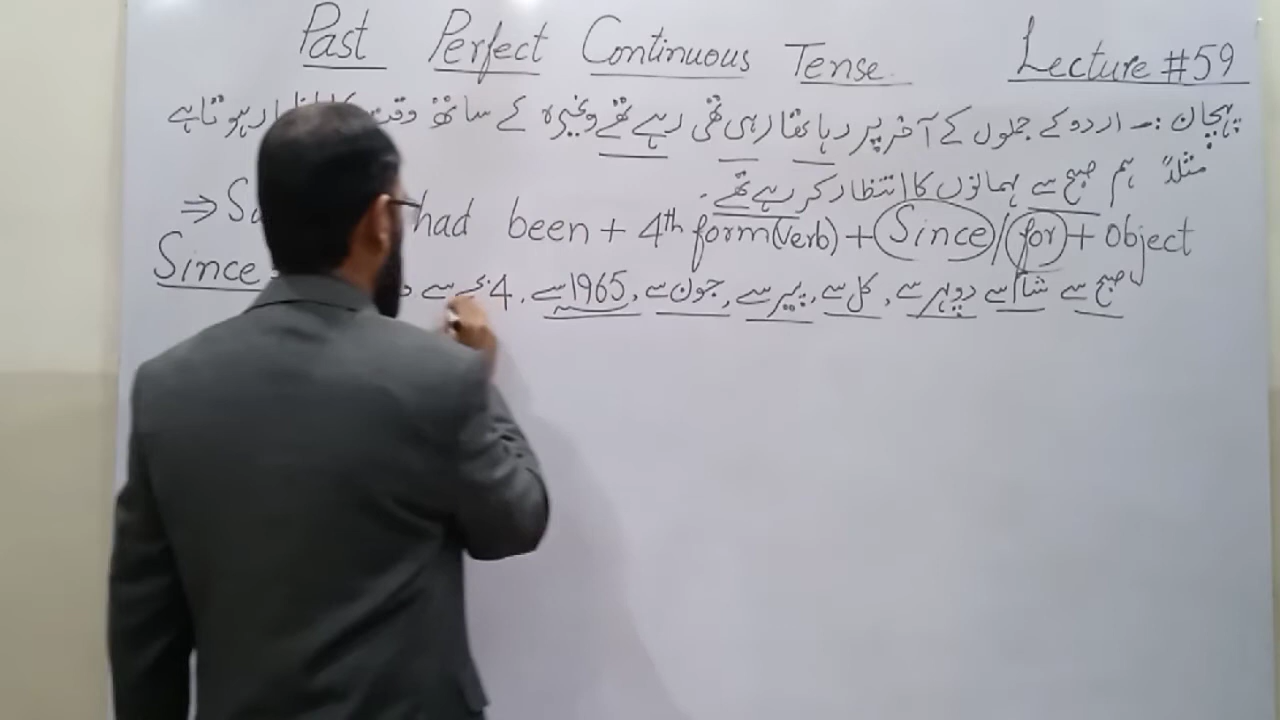 Past Perfect Continuous Tense Lecture #59
پہچان :۔ اردو کے جملوں کے آخر پر رہا تھا رہی تھی رہے تھے وغیرہ کے ساتھ ہوتا ہے
مثلاً ہم صبح سے مہمانوں کا انتظار کر رہے تھے۔
⇒ had been + 4th form (Verb) + Since / for + Object
Since صبح سے شام سے دوپہر سے, کل سے, پیر سے, جون سے, 1965 سے, 4 بجے سے